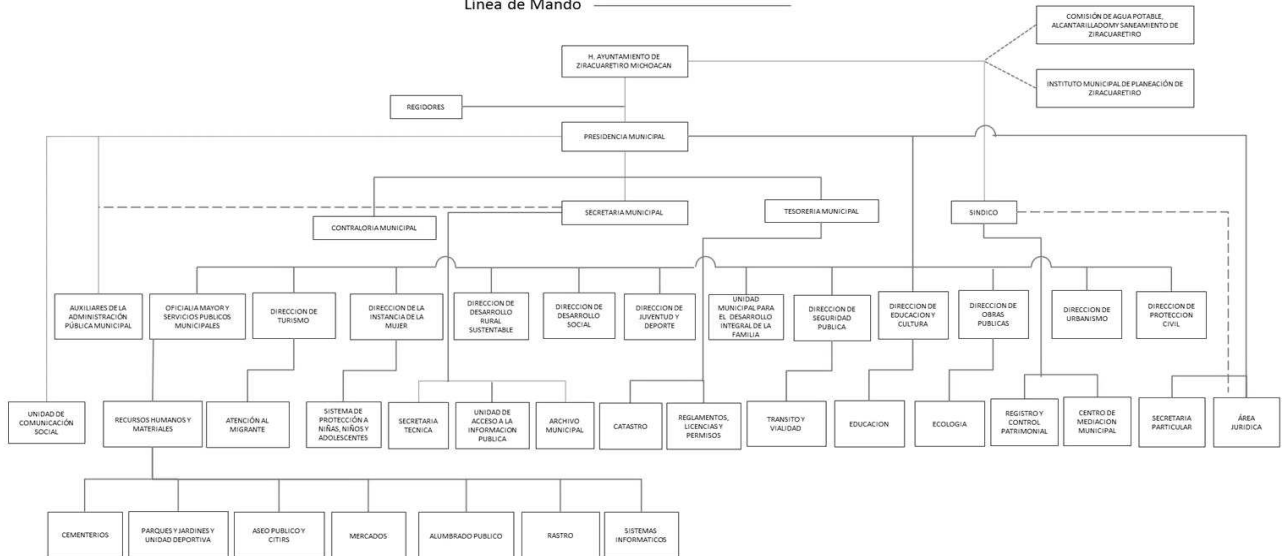 Línea de Mando
COMISIÓN DE AGUA POTABLE,
ALCANTARILLADOMY SANEAMIENTO DE
ZIRACUARETIRO
H. AYUNTAMIENTO DE
ZIRACUARETIRO MICHOACAN
INSTITUTO MUNICIPAL DE PLANEACIÓN DE
ZIRACUARETIRO
REGIDORES
PRESIDENCIA MUNICIPAL
CONTRALORIA MUNICIPAL
SECRETARIA MUNICIPAL
TESORERIA MUNICIPAL
SINDICO
AUXILIARES DE LA
ADMINISTRACIÓN
PÚBLICA MUNICIPAL
OFICIALIA MAYOR Y
SERVICIOS PUBLICOS
MUNICIPALES
DIRECCION DE
TURISMO
DIRECCION DE LA
INSTANCIA DE LA
MUJER
DIRECCION DE
DESARROLLO
RURAL
SUSTENTABLE
DIRECCION DE
DESARROLLO
SOCIAL
DIRECCION DE
JUVENTUD Y
DEPORTE
UNIDAD
MUNICIPAL PARA
EL DESARROLLO
INTEGRAL DE LA
FAMILIA
DIRECCION DE
SEGURIDAD
PUBLICA
DIRECCION DE
EDUCACION Y
CULTURA
DIRECCION DE
OBRAS
PUBLICAS
DIRECCION DE
URBANISMO
DIRECCION DE
PROTECCION
CIVIL
UNIDAD DE
COMUNICACIÓN
SOCIAL
RECURSOS HUMANOS Y
MATERIALES
ATENCIÓN AL
MIGRANTE
SISTEMA DE
PROTECCIÓN A
NIÑAS, NIÑOS Y
ADOLESCENTES
SECRETARIA
TECNICA
UNIDAD DE
ACCESO A LA
INFORMACION
PUBLICA
ARCHIVO
MUNICIPAL
CATASTRO
REGLAMENTOS,
LICENCIAS Y
PERMISOS
TRANSITO Y
VIALIDAD
EDUCACION
ECOLOGIA
REGISTRO Y
CONTROL
PATRIMONIAL
CENTRO DE
MEDIACION
MUNICIPAL
SECRETARIA
PARTICULAR
ÁREA
JURIDICA
CEMENTERIOS
PARQUES Y JARDINES Y
UNIDAD DEPORTIVA
ASEO PUBLICO Y
CITIRS
MERCADOS
ALUMBRADO PUBLICO
RASTRO
SISTEMAS
INFORMATICOS